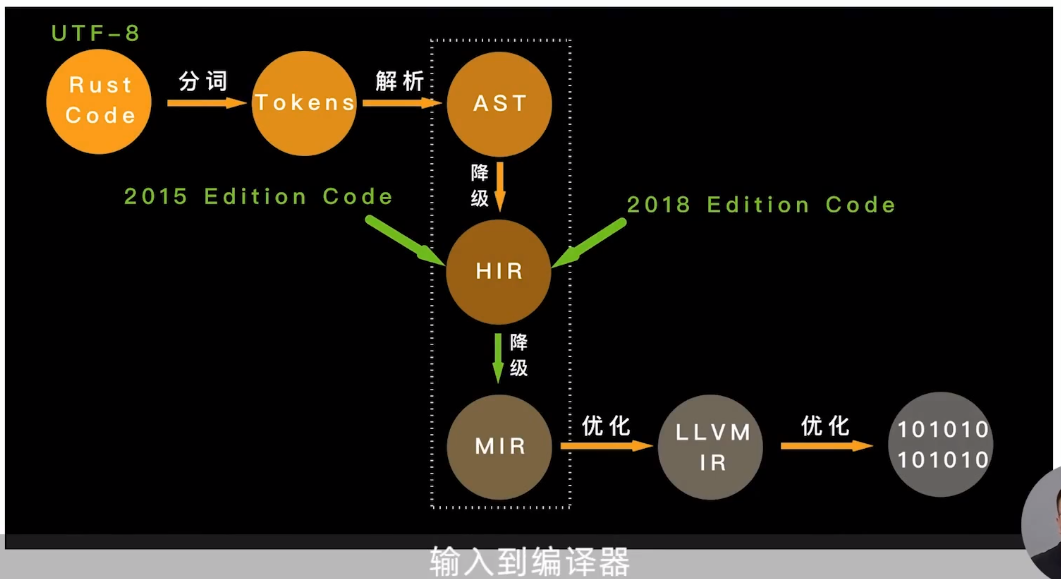 UTF-8
Rust
Code
分词
Tokens
解析
AST
降
级
2015 Edition Code
2018 Edition Code
HIR
降
级
MIR
优化
LLVM
IR
优化
101010
101010
输入到编译器